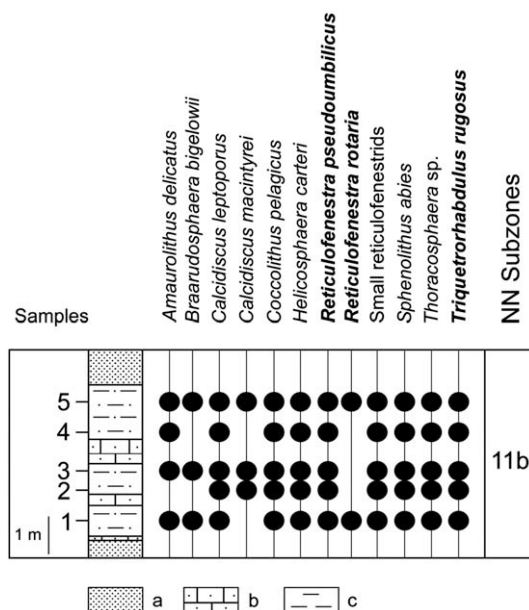 Samples
Amaurolithus delicatus
Braarudosphaera bigelowii
Calcidiscus leptoporus
Calcidiscus macintyrei
Coccolithus pelagicus
Helicosphaera carteri
Reticulofenestra pseudoumbilicus
Reticulofenestra rotaria
Small reticulofenestrids
Sphenolithus abies
Thoracosphaera sp.
Triquetrorhabdulus rugosus
NN Subzones
5
4
3
2
1
1 m
11b
a
b
c